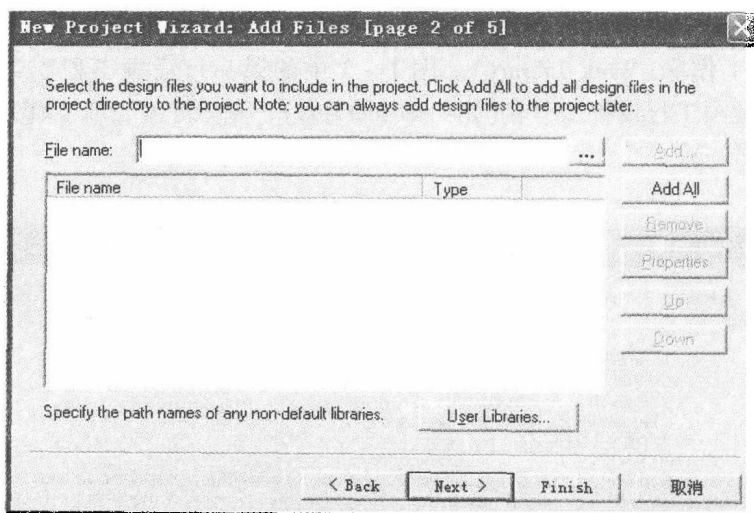 New Project Wizard: Add Files [page 2 of 5]
Select the design files you want to include in the project. Click Add All to add all design files in the
project directory to the project. Note: you can always add design files to the project later.
File name:
... Add...
File name Type Add All
Remove
Properties
Up
Down
Specify the path names of any non-default libraries. User Libraries...
< Back Next > Finish 取消